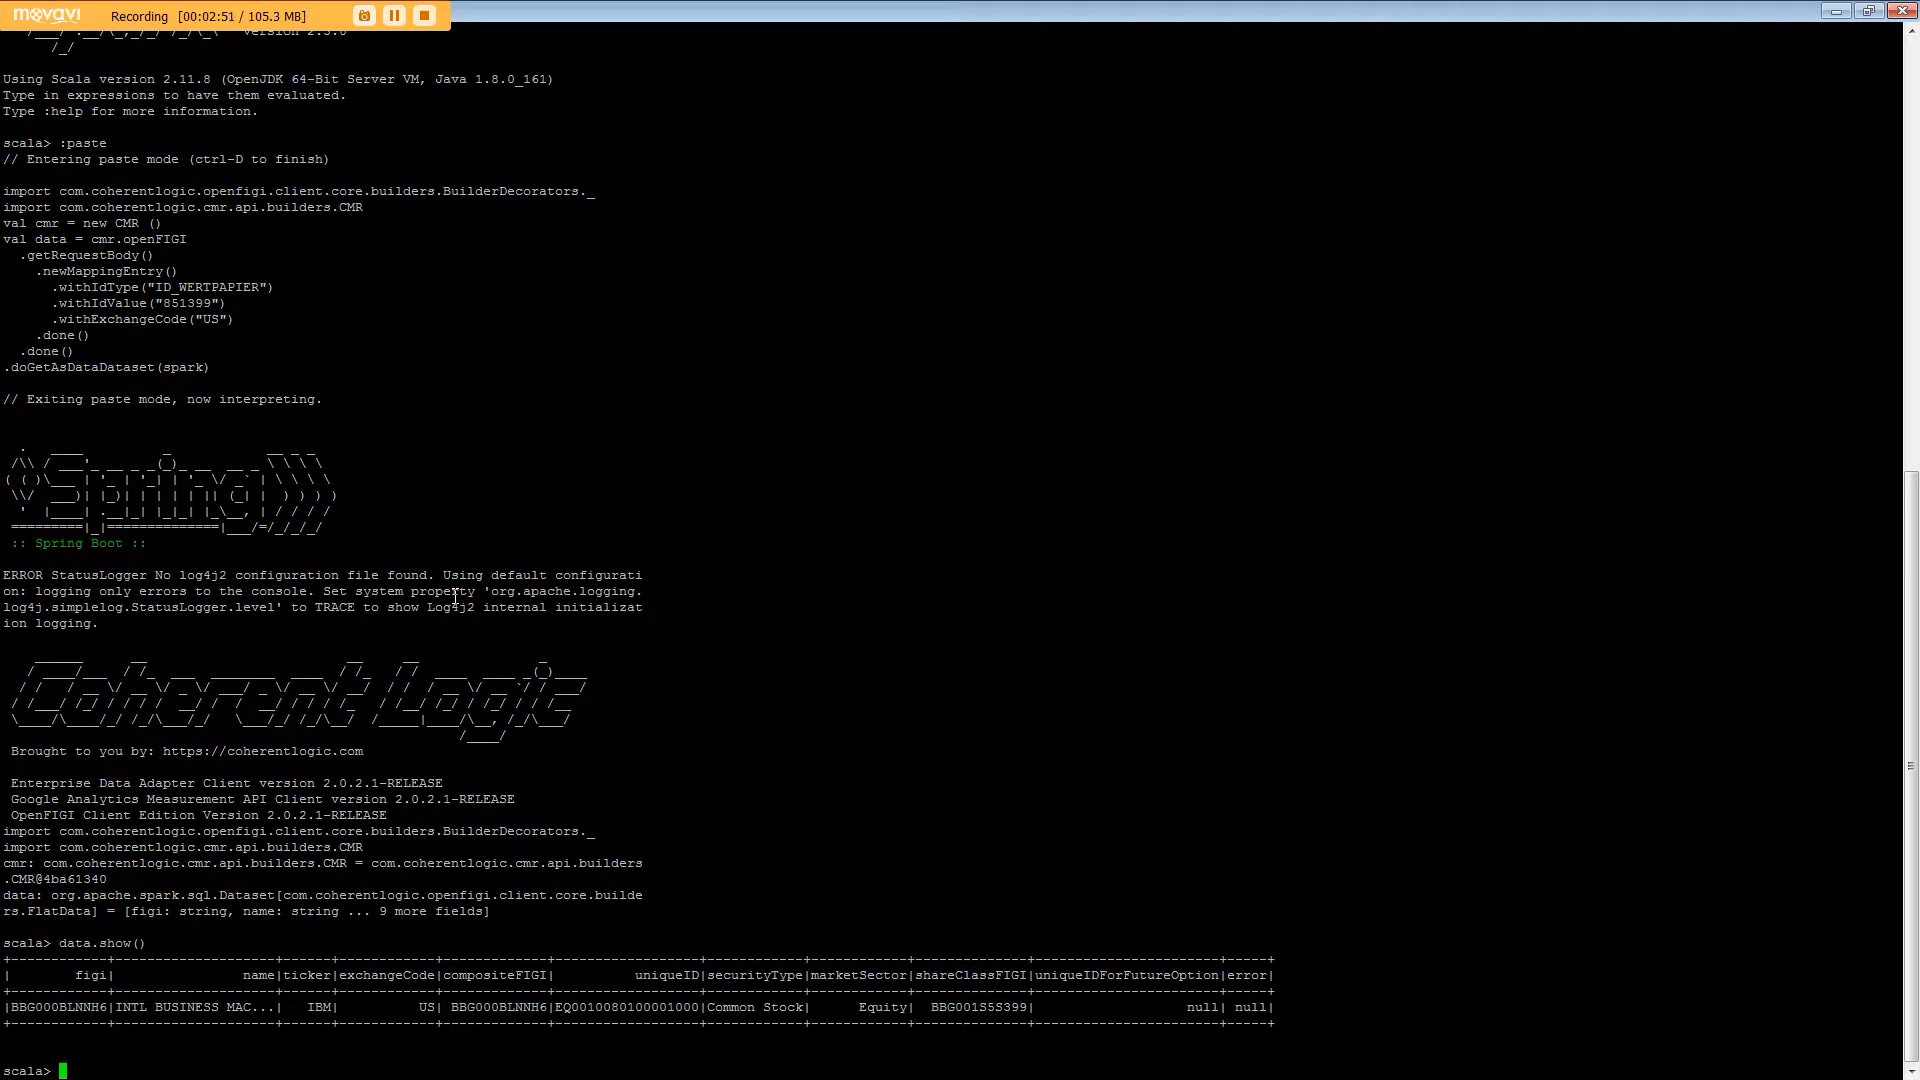 movavi Recording [00:02:51 / 105.3 MB]
version 2.3.0
Using Scala version 2.11.8 (OpenJDK 64-Bit Server VM, Java 1.8.0_161)
Type in expressions to have them evaluated.
Type :help for more information.
scala> :paste
// Entering paste mode (ctrl-D to finish)
import com.coherentlogic.openfigi.client.core.builders.BuilderDecorators._
import com.coherentlogic.cmr.api.builders.CMR
val cmr = new CMR ()
val data = cmr.openFIGI
.getRequestBody()
.newMappingEntry()
.withIdType("ID_WERTPAPIER")
.withIdValue("851399")
.withExchangeCode("US")
.done()
.done()
.doGetAsDataDataset(spark)
// Exiting paste mode, now interpreting.
Spring
:: Spring Boot ::
ERROR StatusLogger No log4j2 configuration file found. Using default configurati
on: logging only errors to the console. Set system property 'org.apache.logging.
log4j.simplelog.StatusLogger.level' to TRACE to show Log4j2 internal initializat
ion logging.
Coherent Logic
Brought to you by: https://coherentlogic.com
Enterprise Data Adapter Client version 2.0.2.1-RELEASE
Google Analytics Measurement API Client version 2.0.2.1-RELEASE
OpenFIGI Client Edition Version 2.0.2.1-RELEASE
import com.coherentlogic.openfigi.client.core.builders.BuilderDecorators._
import com.coherentlogic.cmr.api.builders.CMR
cmr: com.coherentlogic.cmr.api.builders.CMR = com.coherentlogic.cmr.api.builders
.CMR@4ba61340
data: org.apache.spark.sql.Dataset[com.coherentlogic.openfigi.client.core.builde
rs.FlatData] = [figi: string, name: string ... 9 more fields]
scala> data.show()
| figi| name|ticker|exchangeCode|compositeFIGI| uniqueID|securityType|marketSector|shareClassFIGI|uniqueIDForFutureOption|error|
|BBG000BLNNH6|INTL BUSINESS MAC...| IBM| US| BBG000BLNNH6|EQ0010080100001000|Common Stock| Equity| BBG001S5S399| null| null|
scala>